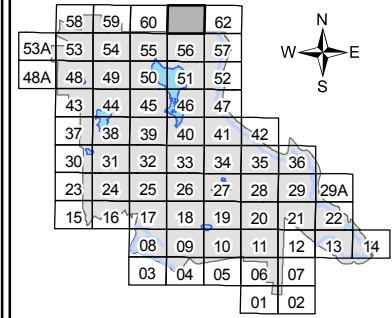 58 59 60 62
N
53A 53 54 55 56 57
W E
48A 48 49 50 51 52
S
43 44 45 46 47
37 38 39 40 41 42
30 31 32 33 34 35 36
23 24 25 26 27 28 29 29A
15 16 17 18 19 20 21 22
08 09 10 11 12 13 14
03 04 05 06 07
01 02